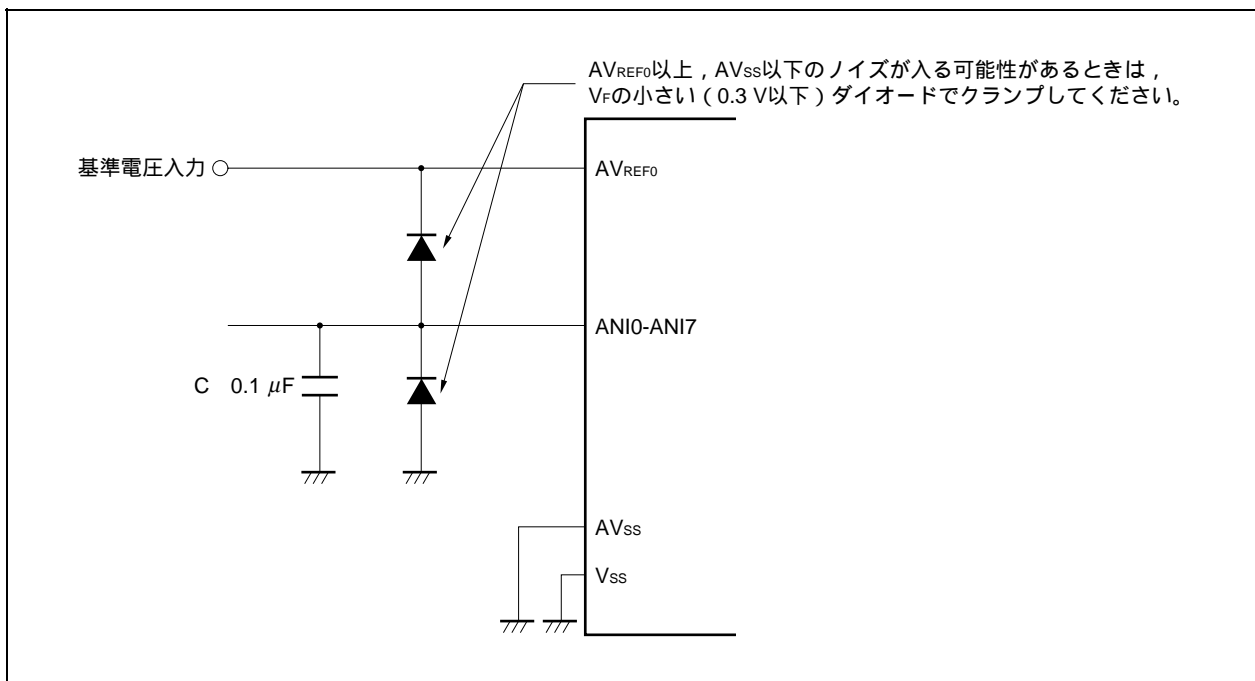 AVREF0以上，AVSS以下のノイズが入る可能性があるときは，
VFの小さい（0.3 V以下）ダイオードでクランプしてください。
基準電圧入力
AVREF0
ANI0-ANI7
C 0.1 μF
AVSS
VSS